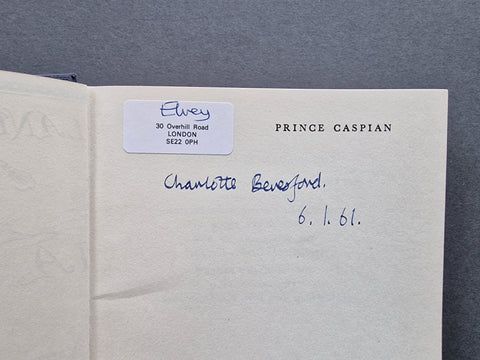 Elvey
30 Overhill Road
LONDON
SE22 0PH
PRINCE CASPIAN
Charlotte Beresford.
6.1.61.